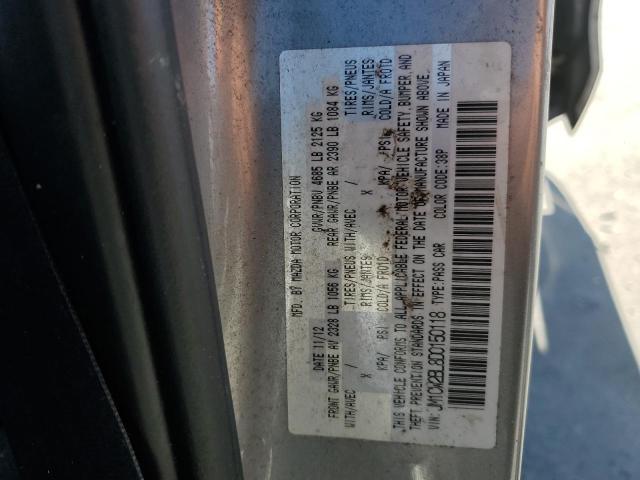 MFD. BY MAZDA MOTOR CORPORATION
DATE 11/12 GVWR/PNBV 4685 LB 2125 KG
FRONT GAWR/PNBE AV 2328 LB 1056 KG REAR GAWR/PNBE AR 2390 LB 1084 KG
WITH/AVEC / TIRES/PNEUS WITH/AVEC / TIRES/PNEUS
X RIMS/JANTES X RIMS/JANTES
KPA/ PSI COLD/A FROID KPA/ PSI COLD/A FROID
THIS VEHICLE CONFORMS TO ALL APPLICABLE FEDERAL MOTOR VEHICLE SAFETY, BUMPER, AND
THEFT PREVENTION STANDARDS IN EFFECT ON THE DATE OF MANUFACTURE SHOWN ABOVE.
VIN: JM1CW2BL8D0150118 TYPE:PASS CAR COLOR CODE:38P MADE IN JAPAN